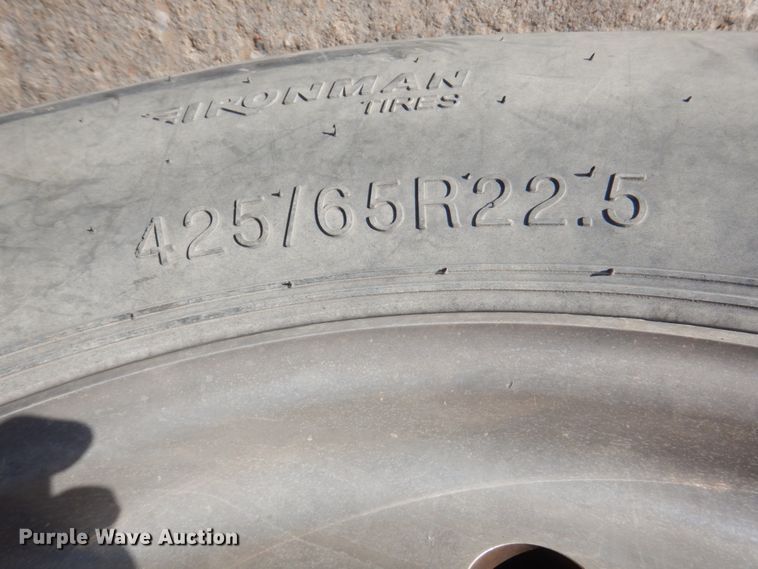 IRONMAN
TIRES
425/65R22.5
Purple Wave Auction